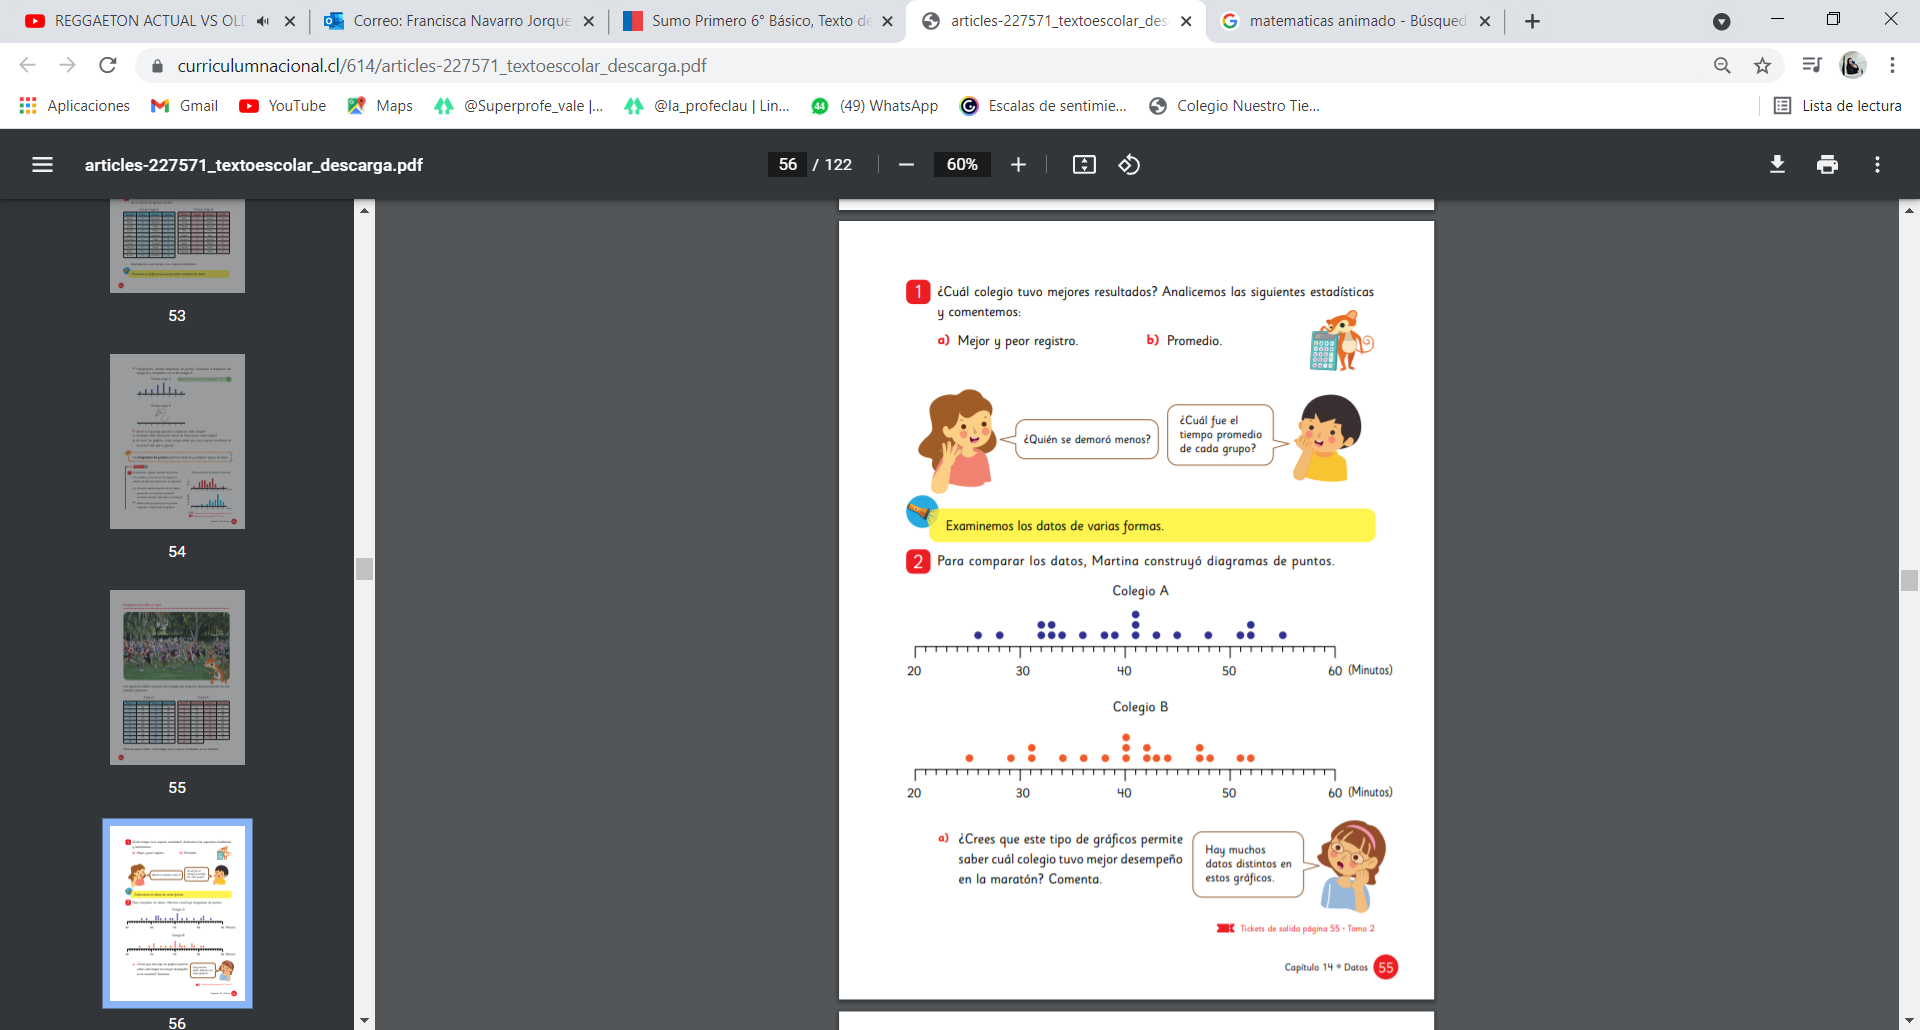 REGGAETON ACTUAL VS OLD
Correo: Francisca Navarro Jorque
Sumo Primero 6° Básico, Texto de
articles-227571_textoescolar_des
matematicas animado - Búsqued
curriculumnacional.cl/614/articles-227571_textoescolar_descarga.pdf
Aplicaciones
Gmail
YouTube
Maps
@Superprofe_vale |...
@la_profeclau | Lin...
44
(49) WhatsApp
Escalas de sentimie...
Colegio Nuestro Tie...
Lista de lectura
articles-227571_textoescolar_descarga.pdf
56 / 122
60%
53
54
55
56
1 ¿Cuál colegio tuvo mejores resultados? Analicemos las siguientes estadísticas
y comentemos:
a) Mejor y peor registro.
b) Promedio.
¿Quién se demoró menos?
¿Cuál fue el
tiempo promedio
de cada grupo?
Examinemos los datos de varias formas.
2 Para comparar los datos, Martina construyó diagramas de puntos.
Colegio A
20 30 40 50 60 (Minutos)
Colegio B
20 30 40 50 60 (Minutos)
a) ¿Crees que este tipo de gráficos permite
saber cuál colegio tuvo mejor desempeño
en la maratón? Comenta.
Hay muchos
datos distintos en
estos gráficos.
Tickets de salida página 55 • Tomo 2
Capítulo 14 • Datos 55